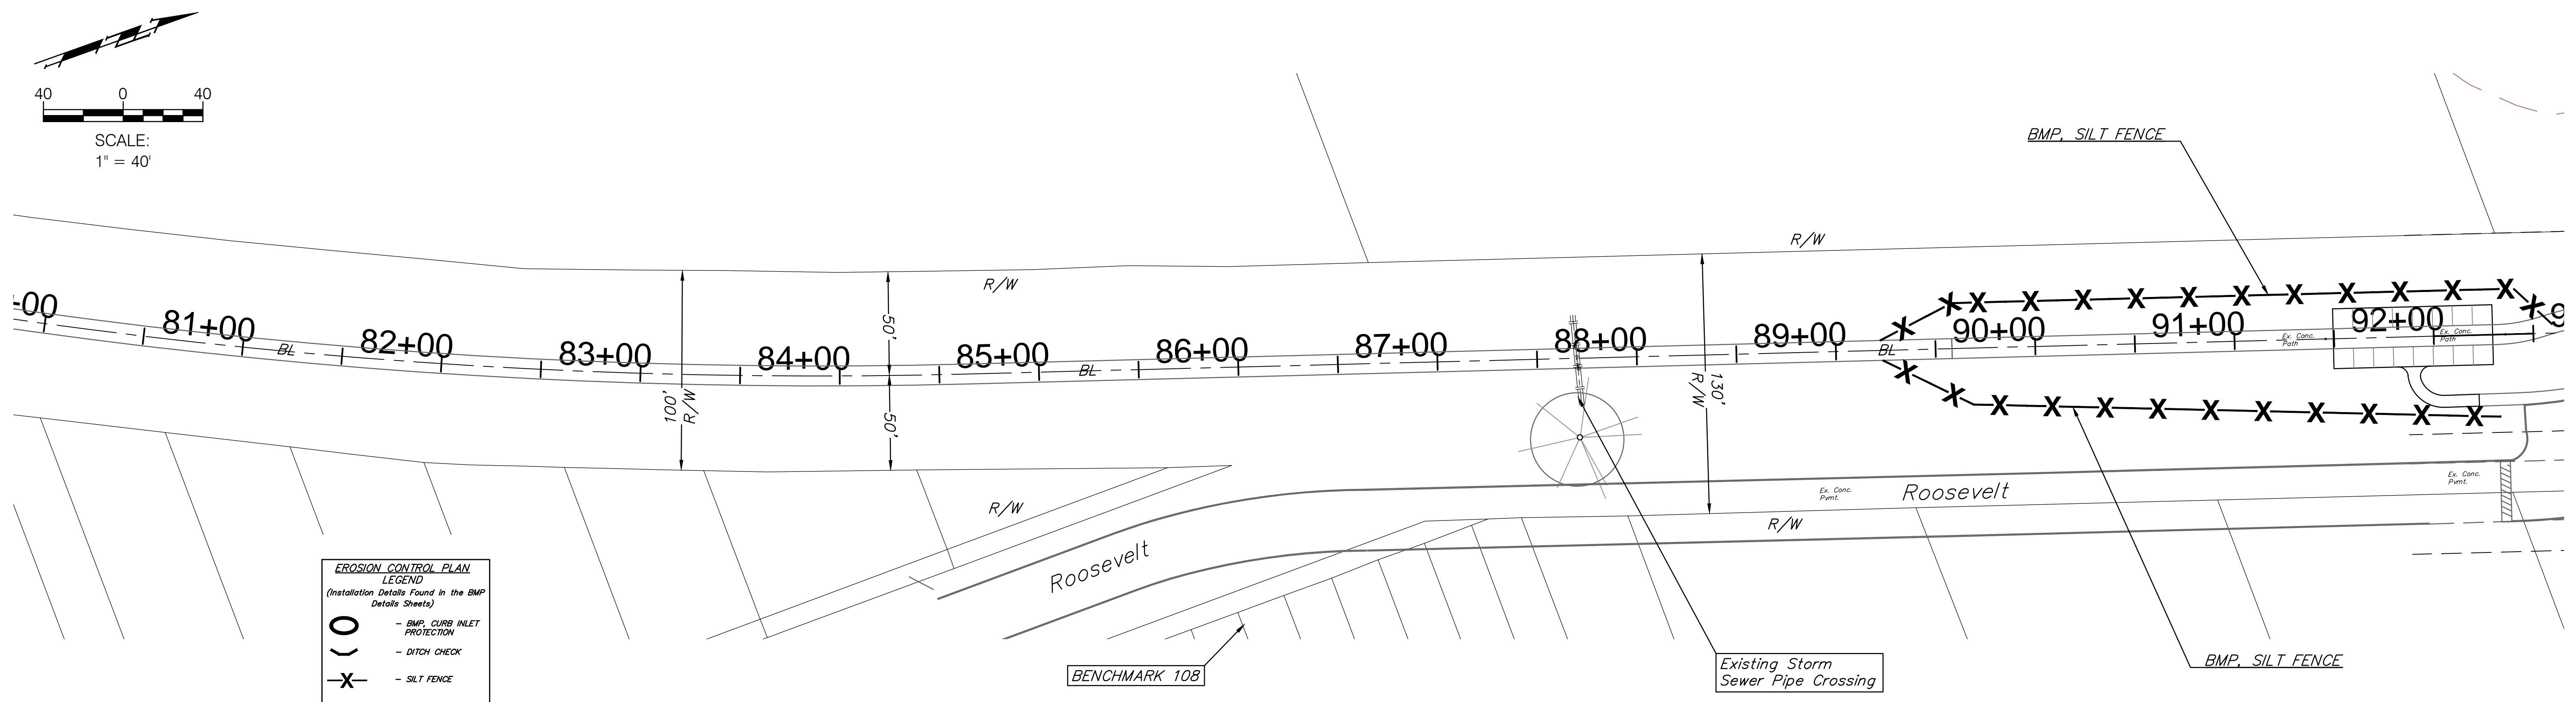 40 0 40
SCALE:
1" = 40'
BMP, SILT FENCE
R/W
R/W
-00
81+00
BL
82+00
83+00
84+00
85+00
BL
86+00
87+00
88+00
89+00
BL
90+00
91+00
92+00
9
Ex. Conc.
Path
Ex. Conc.
Path
50'
50'
100'
R/W
130'
R/W
R/W
R/W
Ex. Conc.
Pvmt.
Roosevelt
Ex. Conc.
Pvmt.
Roosevelt
EROSION CONTROL PLAN
LEGEND
(Installation Details Found in the BMP
Details Sheets)
- BMP, CURB INLET
PROTECTION
- DITCH CHECK
X - SILT FENCE
BENCHMARK 108
Existing Storm
Sewer Pipe Crossing
BMP, SILT FENCE